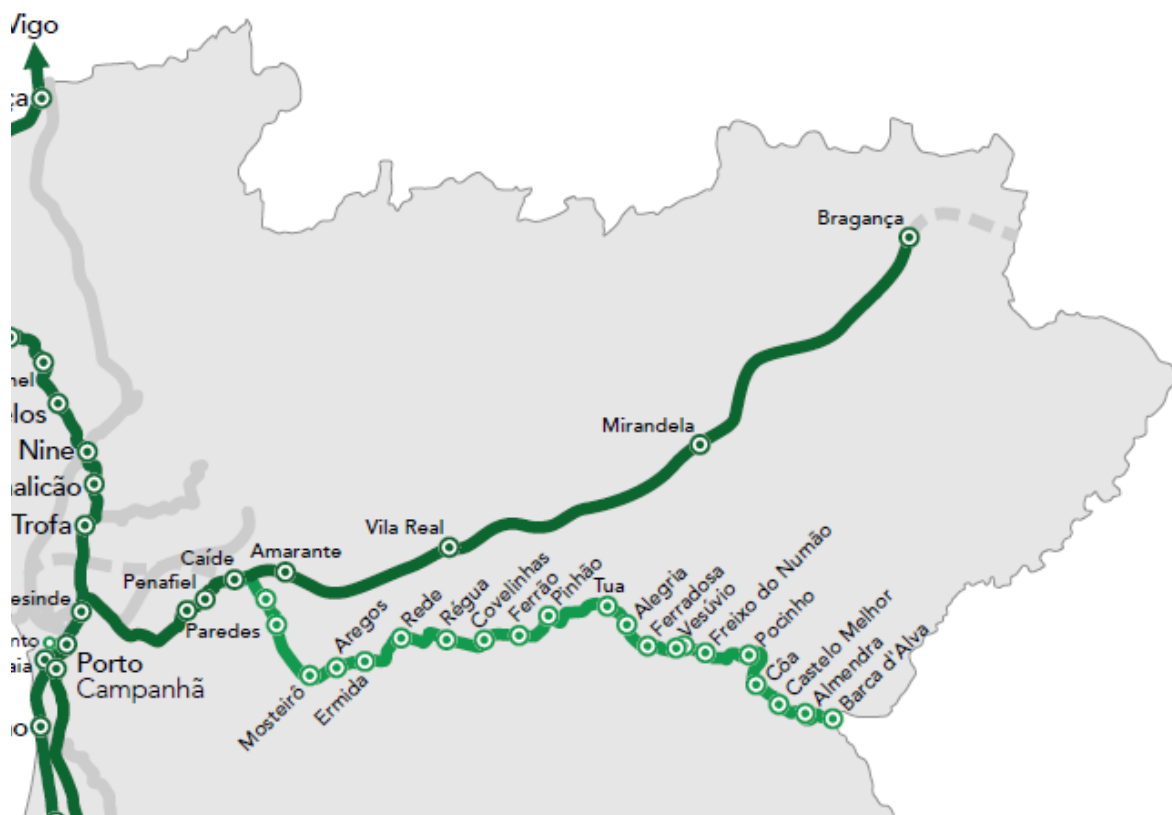 Vigo
Bragança
Mirandela
Nine
Trofa
Vila Real
Amarante
Caíde
Penafiel
Paredes
Porto
Campanhã
Mosteirô
Aregos
Ermida
Rede
Régua
Covelinhas
Ferrão
Pinhão
Tua
Alegria
Ferradosa
Vesúvio
Freixo do Numão
Pocinho
Côa
Castelo Melhor
Almendra
Barca d'Alva